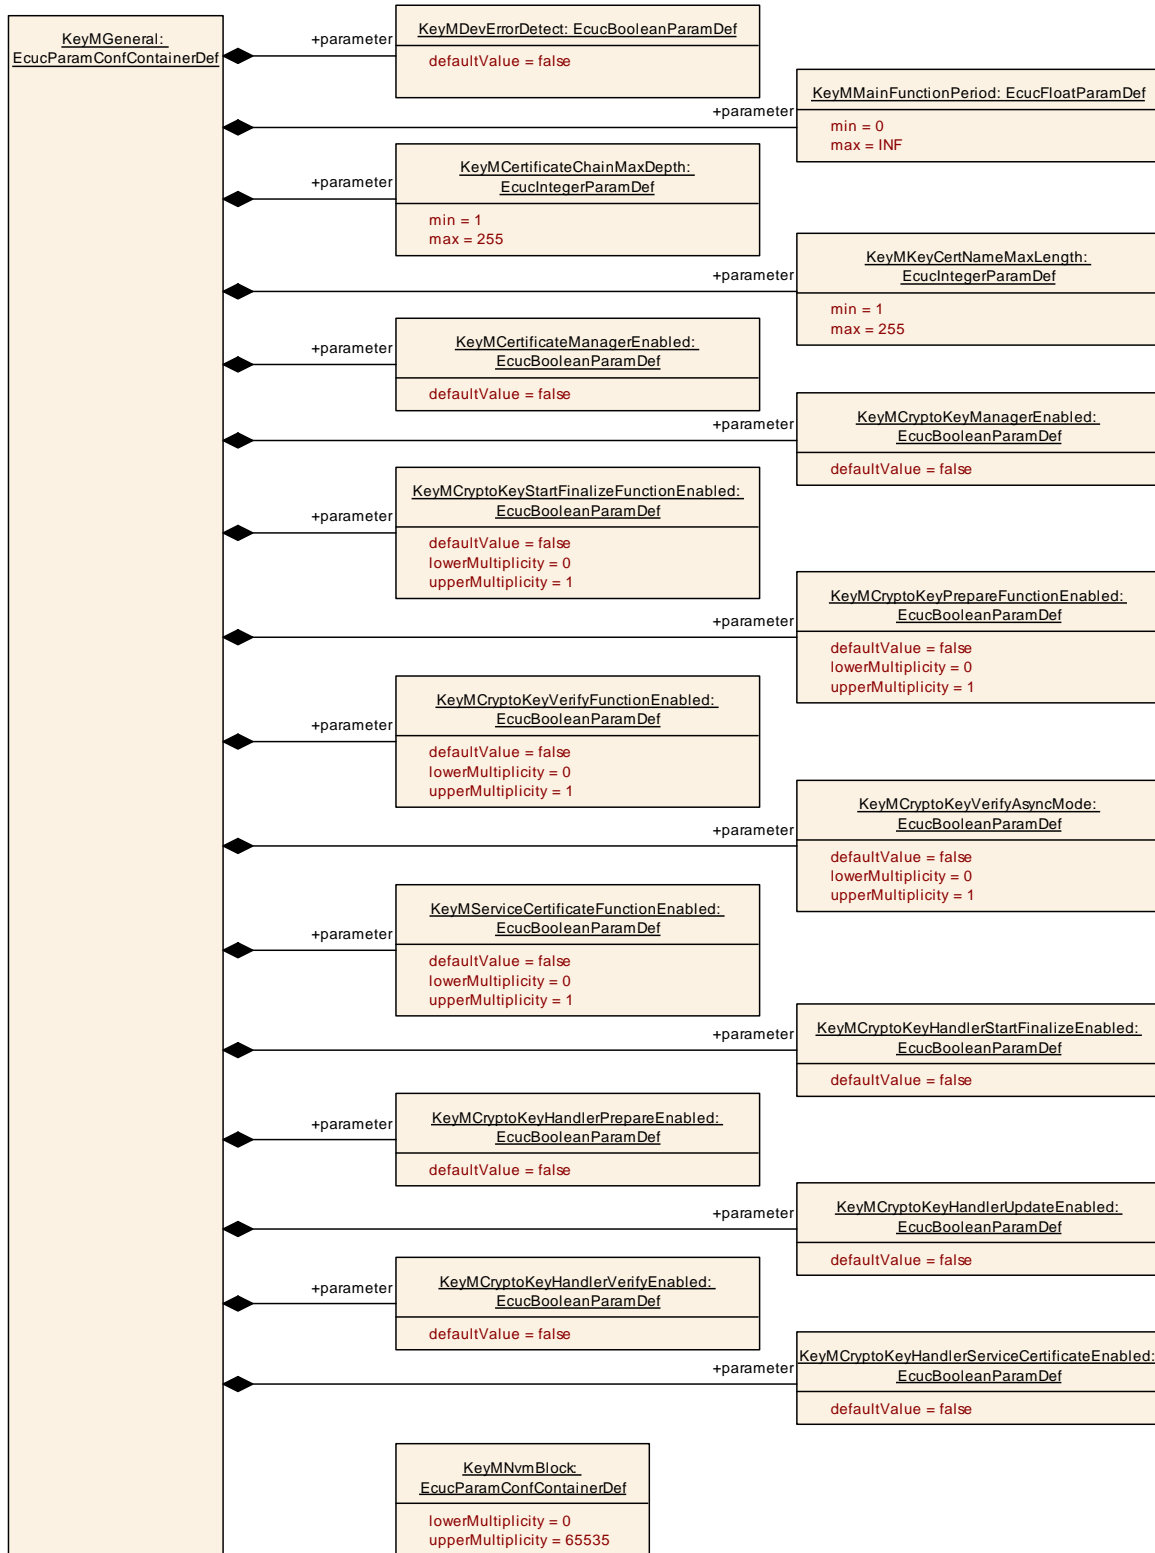 KeyMGeneral:
EcucParamConfContainerDef
+parameter
KeyMDevErrorDetect: EcucBooleanParamDef
defaultValue = false
+parameter
KeyMMainFunctionPeriod: EcucFloatParamDef
min = 0
max = INF
+parameter
KeyMCertificateChainMaxDepth:
EcucIntegerParamDef
min = 1
max = 255
+parameter
KeyMKeyCertNameMaxLength:
EcucIntegerParamDef
min = 1
max = 255
+parameter
KeyMCertificateManagerEnabled:
EcucBooleanParamDef
defaultValue = false
+parameter
KeyMCryptoKeyManagerEnabled:
EcucBooleanParamDef
defaultValue = false
+parameter
KeyMCryptoKeyStartFinalizeFunctionEnabled:
EcucBooleanParamDef
defaultValue = false
lowerMultiplicity = 0
upperMultiplicity = 1
+parameter
KeyMCryptoKeyPrepareFunctionEnabled:
EcucBooleanParamDef
defaultValue = false
lowerMultiplicity = 0
upperMultiplicity = 1
+parameter
KeyMCryptoKeyVerifyFunctionEnabled:
EcucBooleanParamDef
defaultValue = false
lowerMultiplicity = 0
upperMultiplicity = 1
+parameter
KeyMCryptoKeyVerifyAsyncMode:
EcucBooleanParamDef
defaultValue = false
lowerMultiplicity = 0
upperMultiplicity = 1
+parameter
KeyMServiceCertificateFunctionEnabled:
EcucBooleanParamDef
defaultValue = false
lowerMultiplicity = 0
upperMultiplicity = 1
+parameter
KeyMCryptoKeyHandlerStartFinalizeEnabled:
EcucBooleanParamDef
defaultValue = false
+parameter
KeyMCryptoKeyHandlerPrepareEnabled:
EcucBooleanParamDef
defaultValue = false
+parameter
KeyMCryptoKeyHandlerUpdateEnabled:
EcucBooleanParamDef
defaultValue = false
+parameter
KeyMCryptoKeyHandlerVerifyEnabled:
EcucBooleanParamDef
defaultValue = false
+parameter
KeyMCryptoKeyHandlerServiceCertificateEnabled:
EcucBooleanParamDef
defaultValue = false
KeyMNvmBlock:
EcucParamConfContainerDef
lowerMultiplicity = 0
upperMultiplicity = 65535